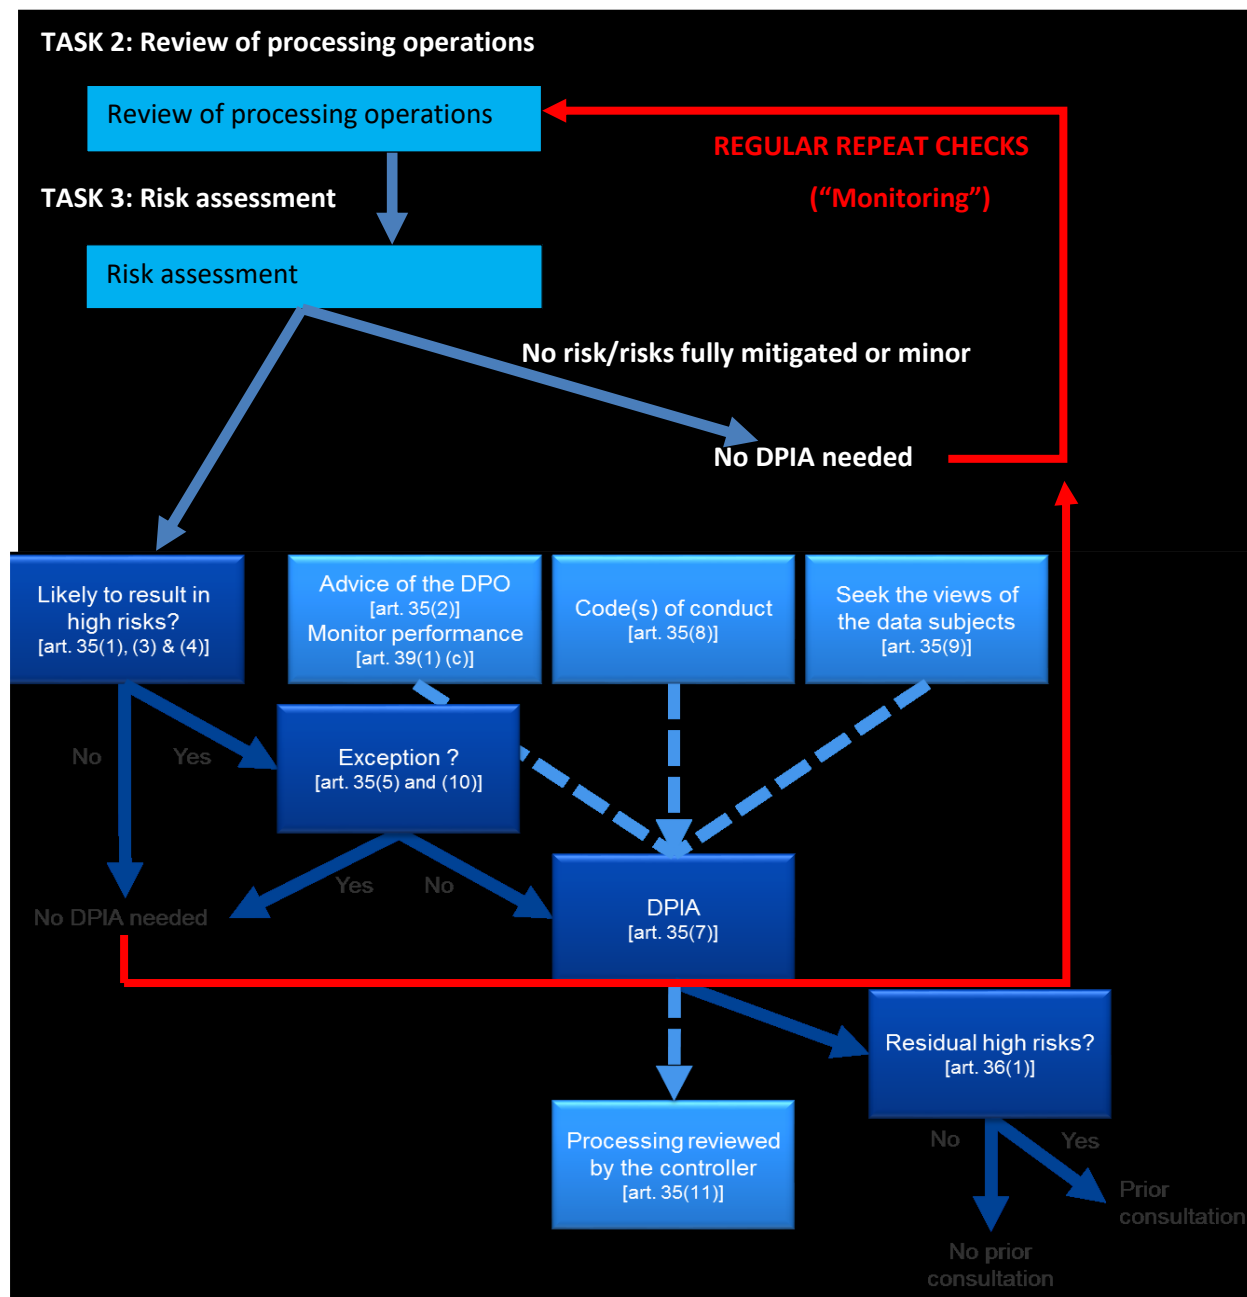 TASK 2: Review of processing operations
Review of processing operations
REGULAR REPEAT CHECKS
(“Monitoring”)
TASK 3: Risk assessment
Risk assessment
No risk/risks fully mitigated or minor
No DPIA needed
Likely to result in
high risks?
[art. 35(1), (3) & (4)]
Advice of the DPO
[art. 35(2)]
Monitor performance
[art. 39(1) (c)]
Code(s) of conduct
[art. 35(8)]
Seek the views of
the data subjects
[art. 35(9)]
No
Yes
Exception ?
[art. 35(5) and (10)]
Yes
No
No DPIA needed
DPIA
[art. 35(7)]
Residual high risks?
[art. 36(1)]
Processing reviewed
by the controller
[art. 35(11)]
No
Yes
Prior
consultation
No prior
consultation